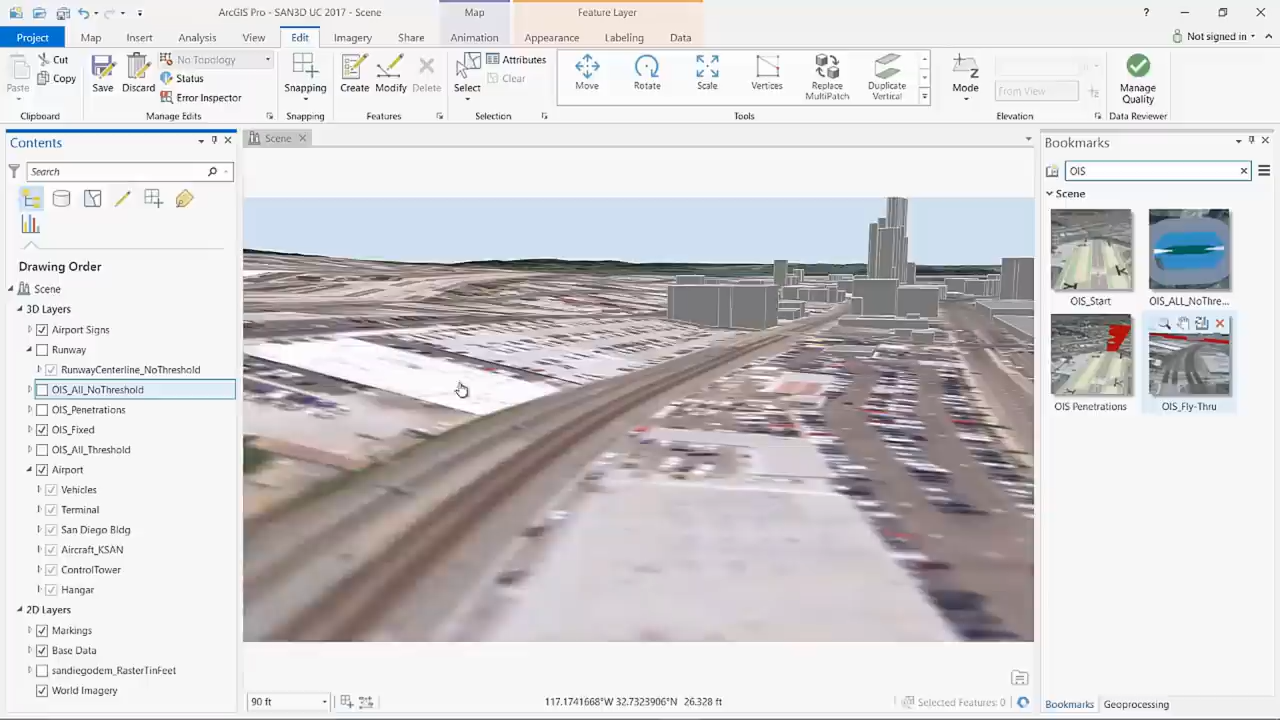 ArcGIS Pro - SAN3D UC 2017 - Scene
Map
Feature Layer
?
Project
Map
Insert
Analysis
View
Edit
Imagery
Share
Animation
Appearance
Labeling
Data
Not signed in
Paste
Cut
Copy
Clipboard
Save
Discard
No Topology
Status
Error Inspector
Manage Edits
Snapping
Snapping
Create
Modify
Delete
Features
Select
Attributes
Clear
Selection
Move
Rotate
Scale
Vertices
Replace MultiPatch
Duplicate Vertical
Tools
Mode
From View
Elevation
Manage Quality
Data Reviewer
Contents
Search
Drawing Order
Scene
3D Layers
Airport Signs
Runway
RunwayCenterline_NoThreshold
OIS_All_NoThreshold
OIS_Penetrations
OIS_Fixed
OIS_All_Threshold
Airport
Vehicles
Terminal
San Diego Bldg
Aircraft_KSAN
ControlTower
Hangar
2D Layers
Markings
Base Data
sandiegodem_RasterTinFeet
World Imagery
Scene
90 ft
117.1741668°W 32.7323906°N 26.328 ft
Selected Features: 0
Bookmarks
OIS
Scene
OIS_Start
OIS_ALL_NoThre...
OIS Penetrations
OIS_Fly-Thru
Bookmarks
Geoprocessing